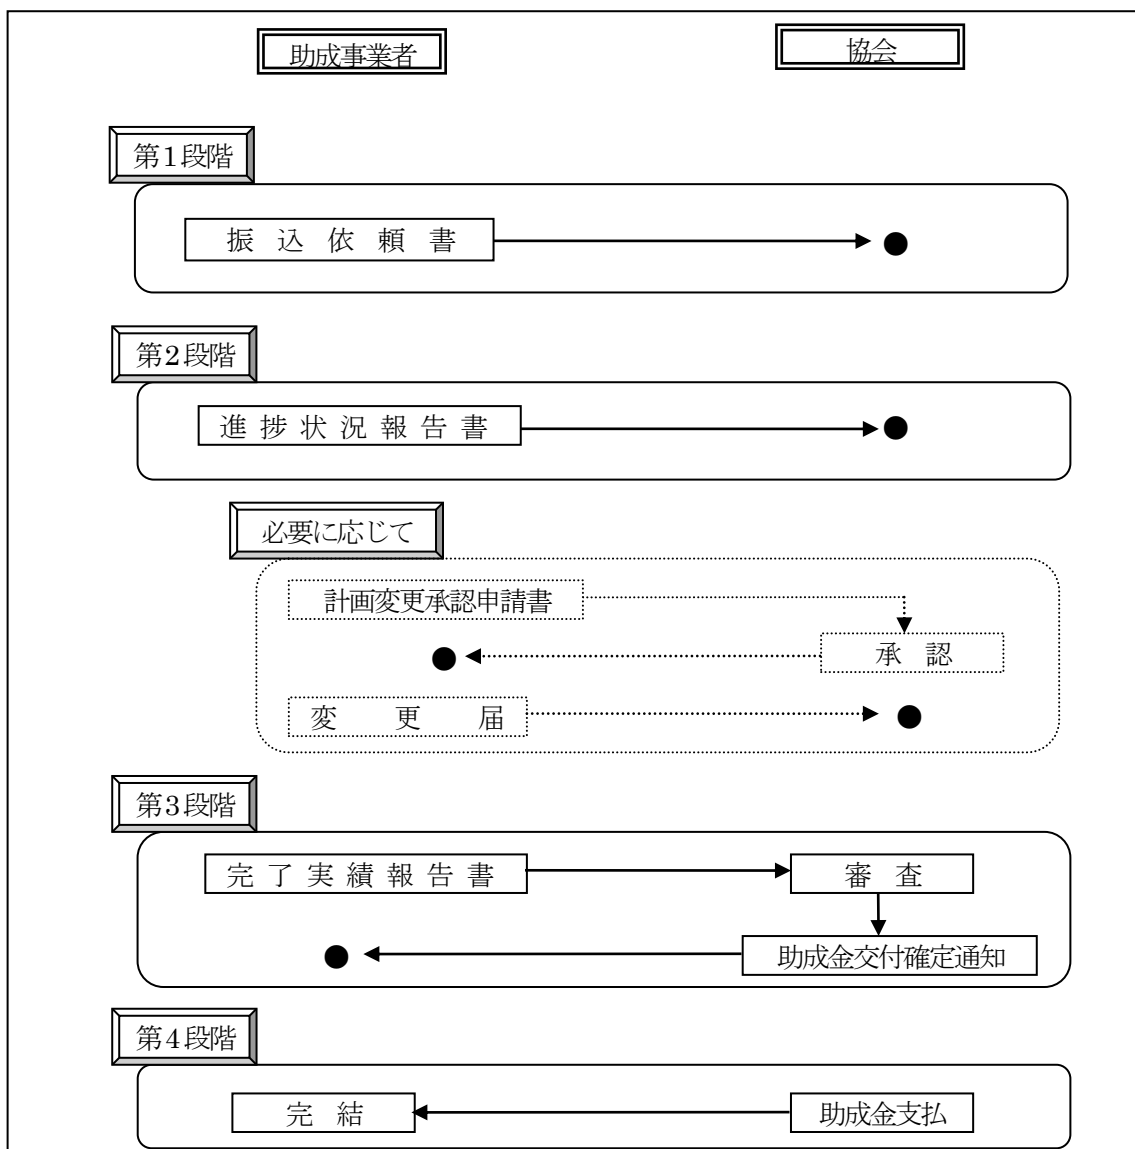 助成事業者
協会
第1段階
振込依頼書
第2段階
進捗状況報告書
必要に応じて
計画変更承認申請書
承認
変更届
第3段階
完了実績報告書
審査
助成金交付確定通知
第4段階
完結
助成金支払